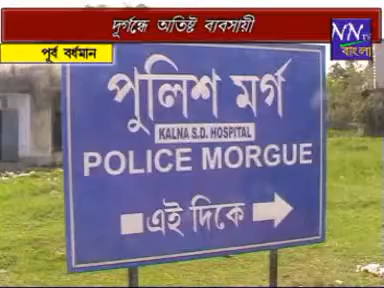 দূর্গন্ধে অতিষ্ট ব্যবসায়ী
পূর্ব বর্ধমান
NN
বাংলা
পুলিশ মর্গ
KALNA S.D. HOSPITAL
POLICE MORGUE
এই দিকে